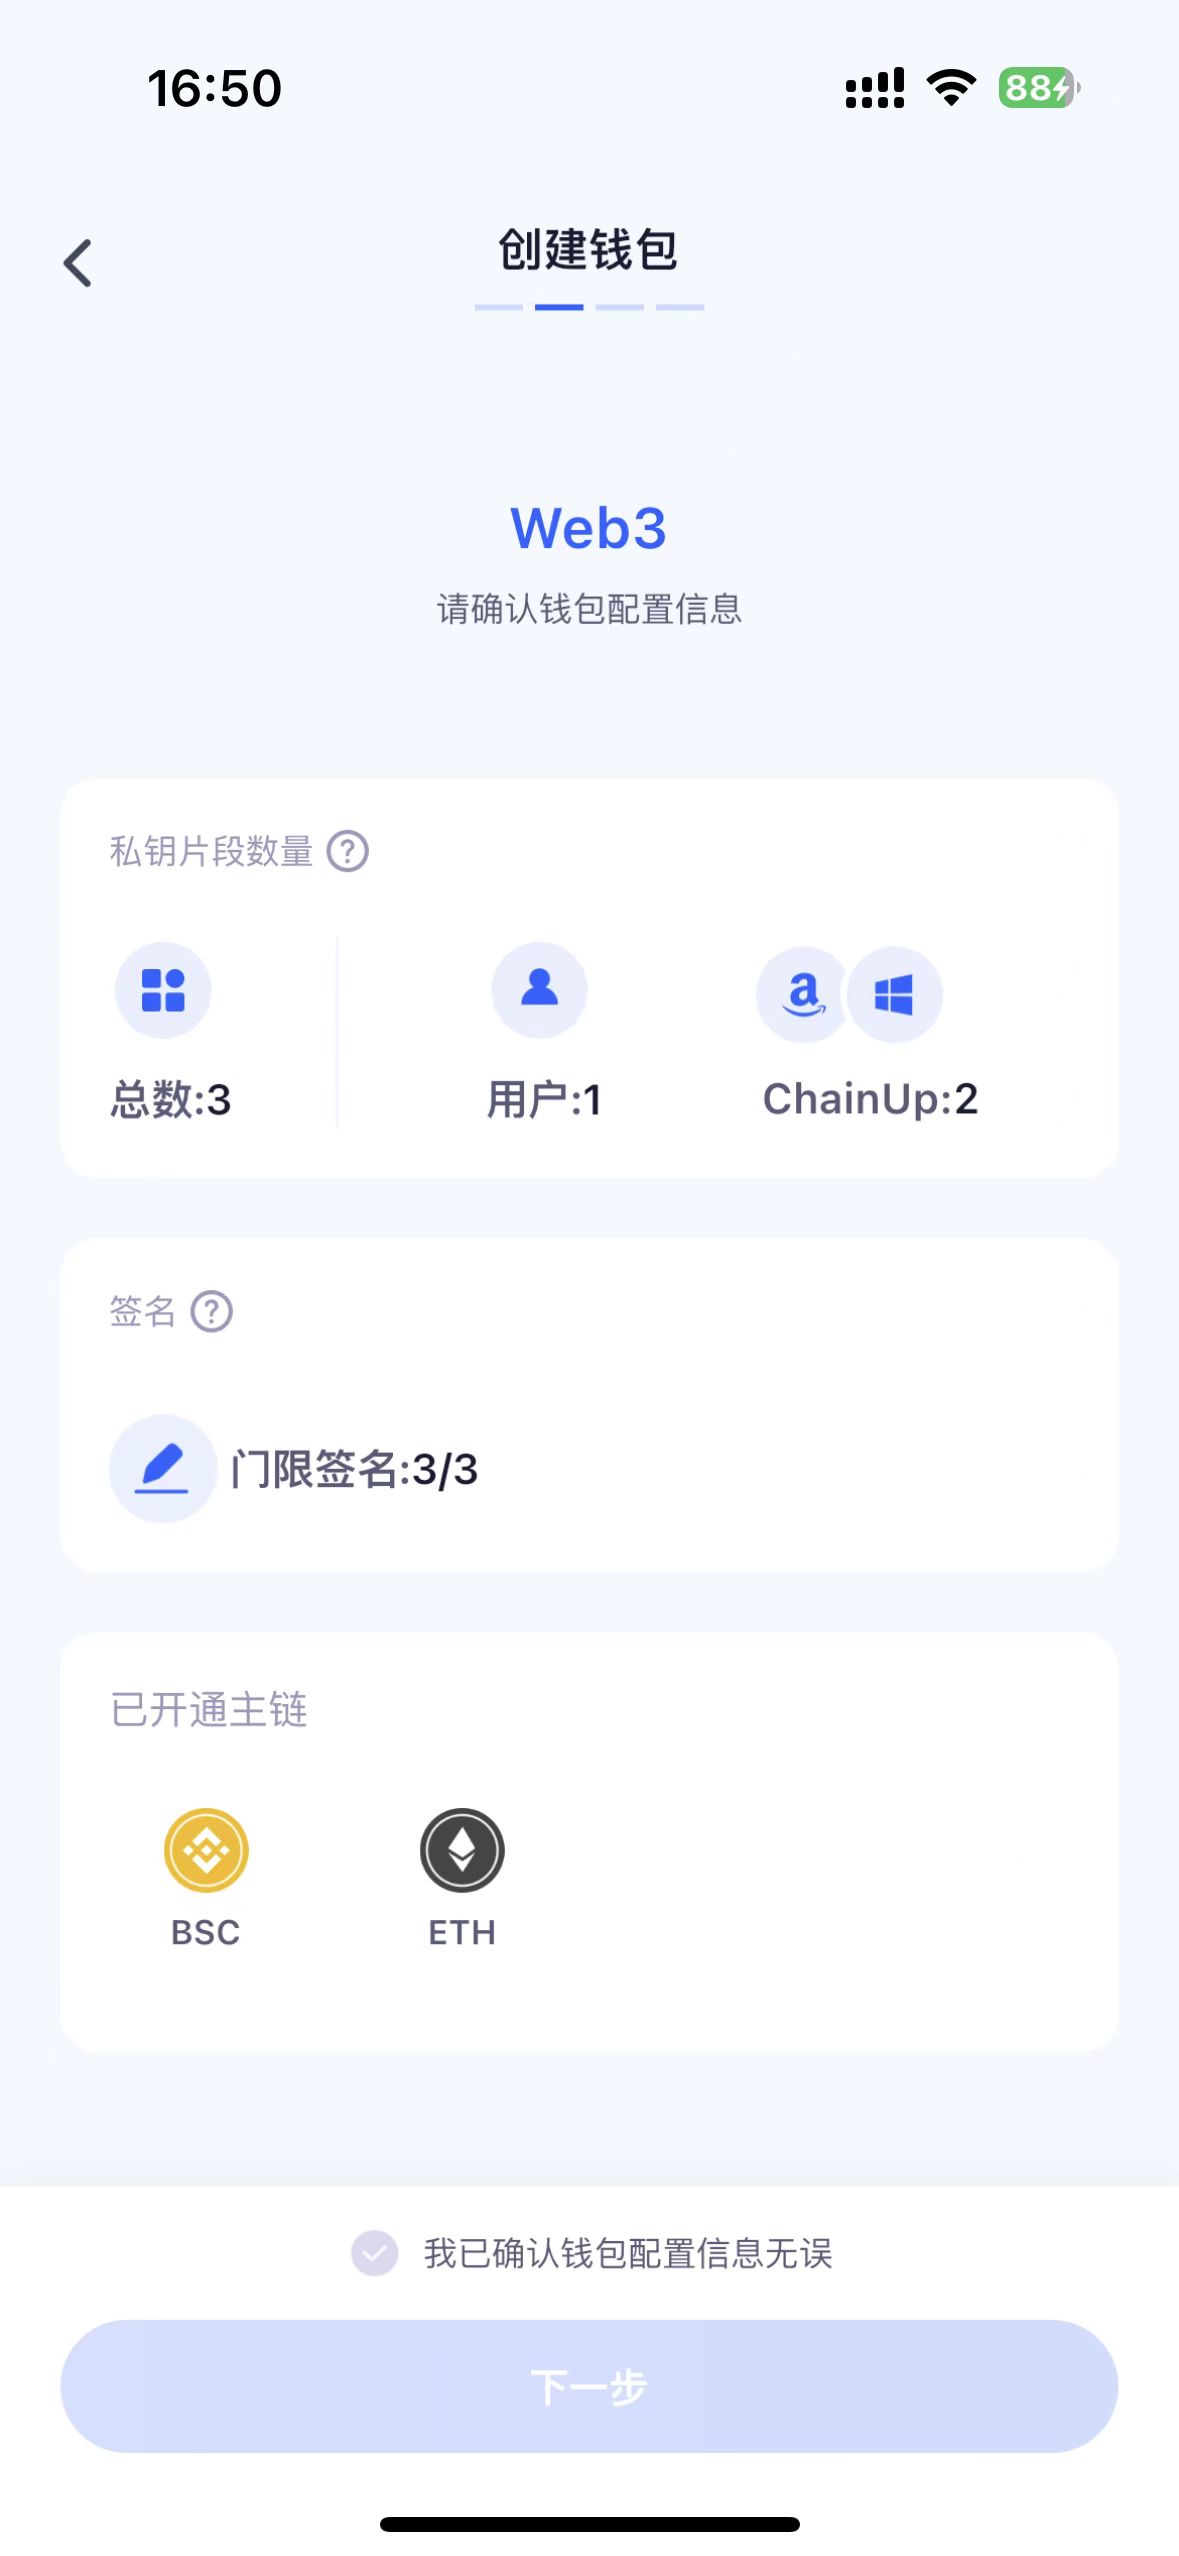 16:50
88
创建钱包
Web3
请确认钱包配置信息
私钥片段数量 ?
总数:3
用户:1
ChainUp:2
签名 ?
门限签名:3/3
已开通主链
BSC
ETH
我已确认钱包配置信息无误
下一步